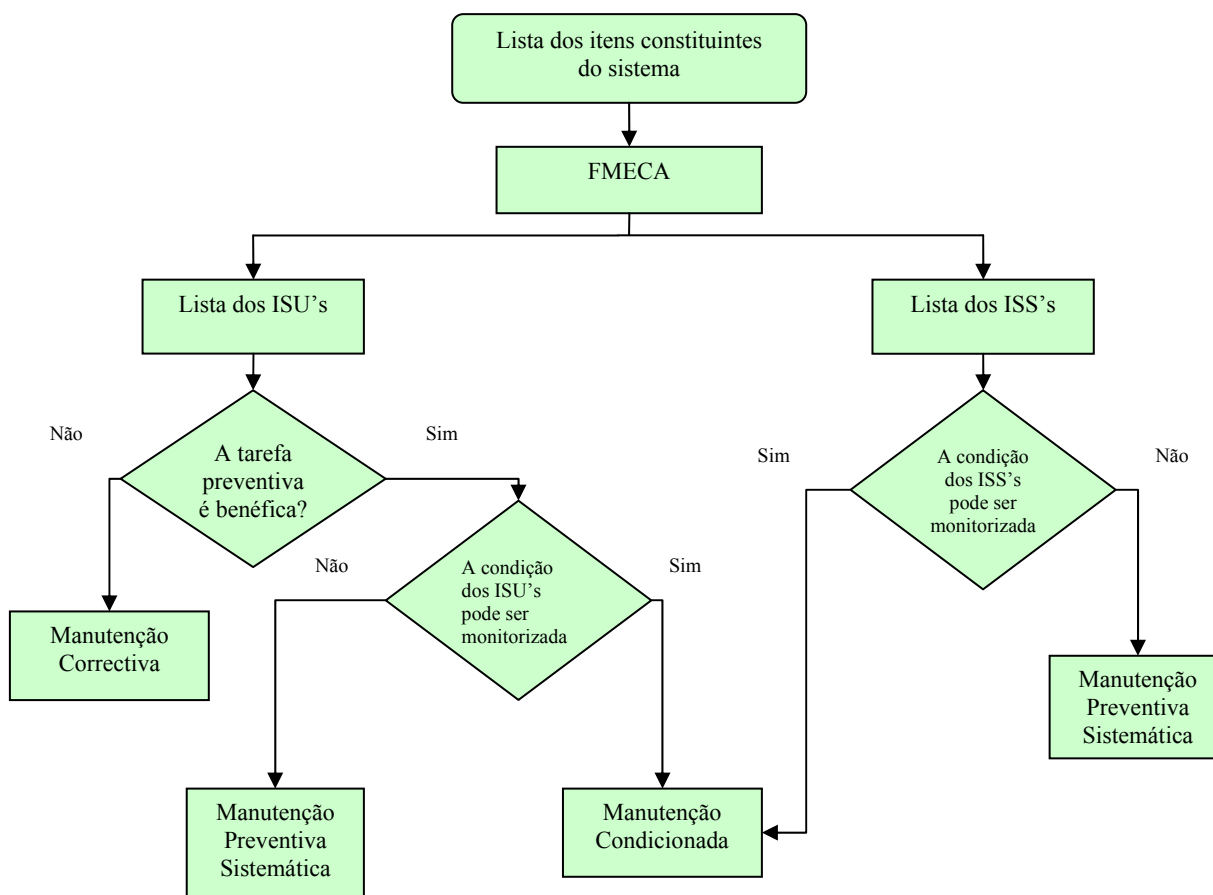 Lista dos itens constituintes
do sistema
FMECA
Lista dos ISU’s
Lista dos ISS’s
Não
Sim
A tarefa
preventiva
é benéfica?
Sim
Não
A condição
dos ISS’s
pode ser
monitorizada
Não
Sim
A condição
dos ISU’s
pode ser
monitorizada
Manutenção
Correctiva
Manutenção
Preventiva
Sistemática
Manutenção
Preventiva
Sistemática
Manutenção
Condicionada